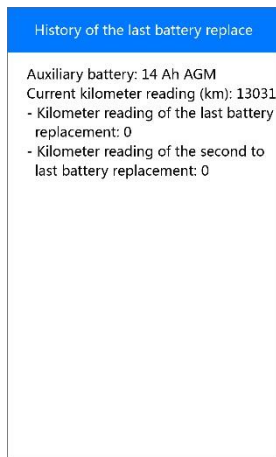 History of the last battery replace
Auxiliary battery: 14 Ah AGM
Current kilometer reading (km): 13031
- Kilometer reading of the last battery
replacement: 0
- Kilometer reading of the second to
last battery replacement: 0